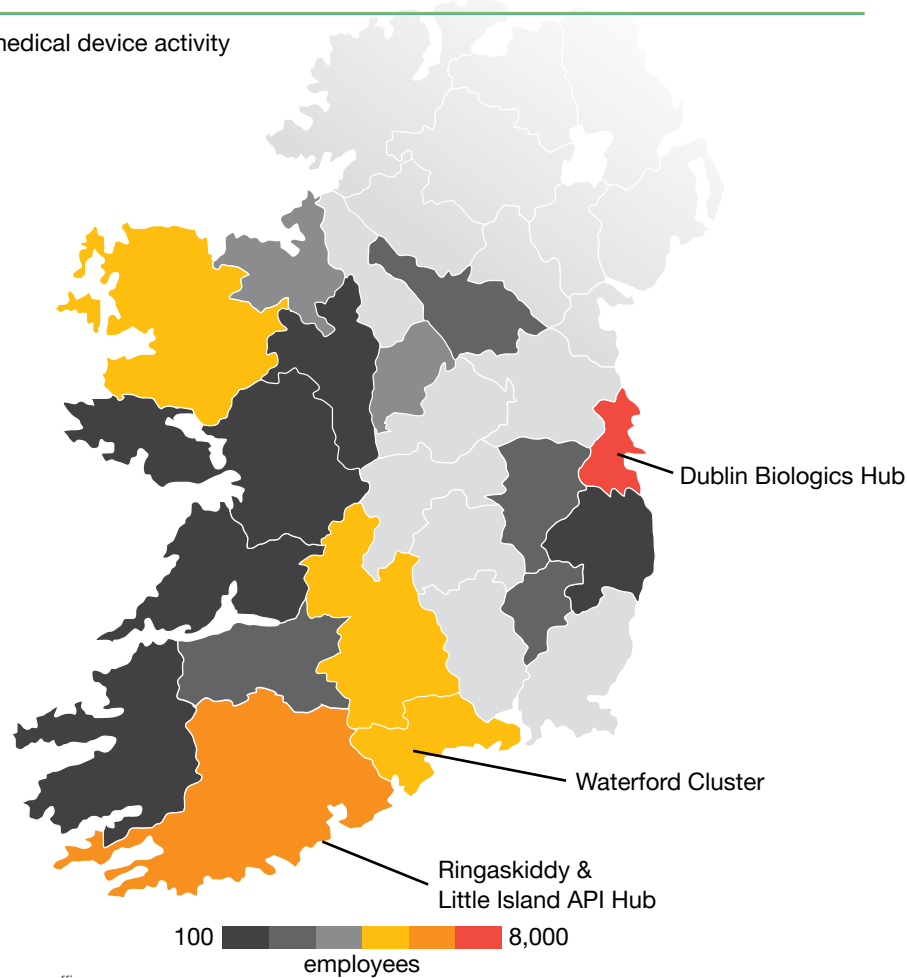 medical device activity
Dublin Biologics Hub
Waterford Cluster
Ringaskiddy &
Little Island API Hub
100
8,000
employees